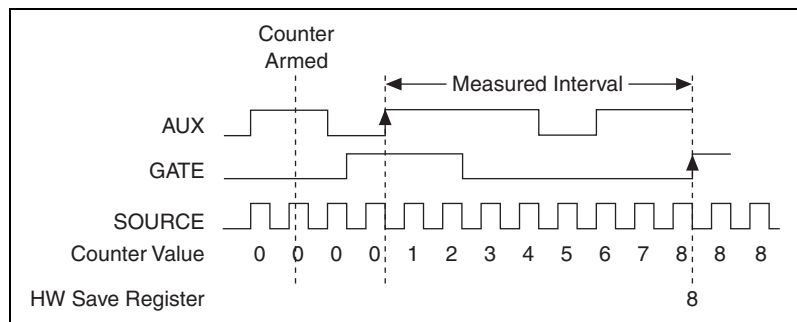 Counter
Armed
Measured Interval
AUX
GATE
SOURCE
Counter Value 0 0 0 0 1 2 3 4 5 6 7 8 8 8
HW Save Register 8